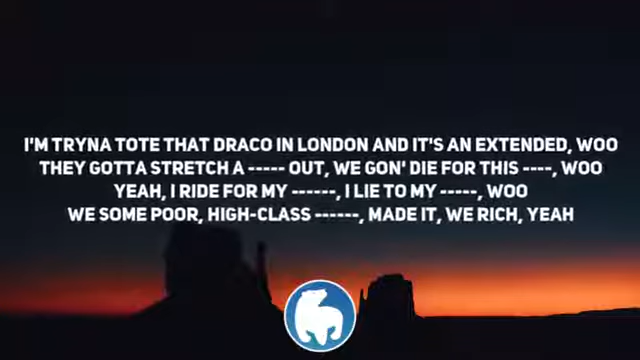 I'M TRYNA TOTE THAT DRACO IN LONDON AND IT'S AN EXTENDED, WOO
THEY GOTTA STRETCH A ----- OUT, WE GON' DIE FOR THIS ----, WOO
YEAH, I RIDE FOR MY ------, I LIE TO MY -----, WOO
WE SOME POOR, HIGH-CLASS ------, MADE IT, WE RICH, YEAH